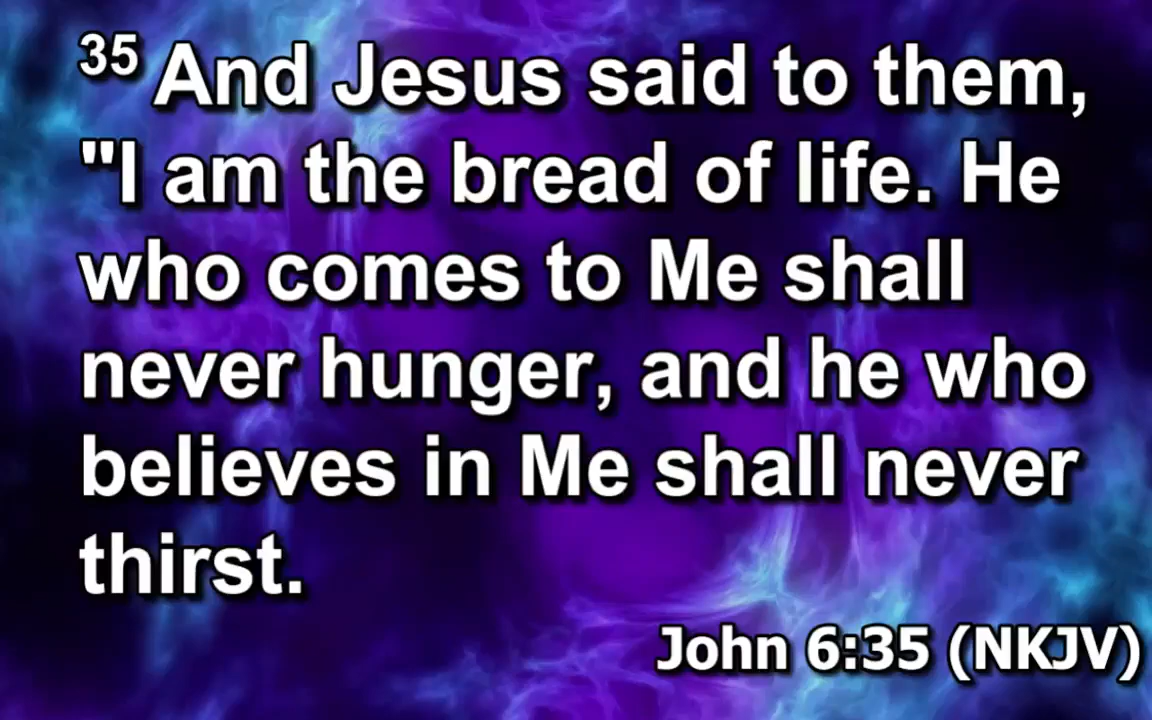 35 And Jesus said to them,
"I am the bread of life. He
who comes to Me shall
never hunger, and he who
believes in Me shall never
thirst.
John 6:35 (NKJV)